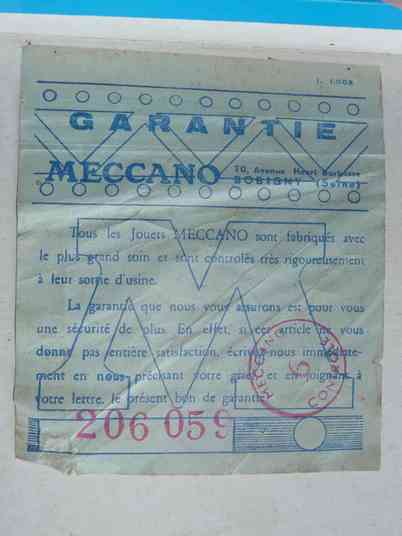 GARANTIE
MECCANO
70, Avenue Henri Barbusse
BOBIGNY (Seine)
Tous les Jouets MECCANO sont fabriqués avec
le plus grand soin et sont contrôlés très rigoureusement
à leur sortie d'usine.
La garantie que nous vous assurons est pour vous
une sécurité de plus. En effet, si cet article ne vous
donne pas entière satisfaction, écrivez-nous immédiate-
ment en nous précisant votre grief et en joignant à
votre lettre, le présent bon de garantie.
MECCANO
CONTROLE
206 059